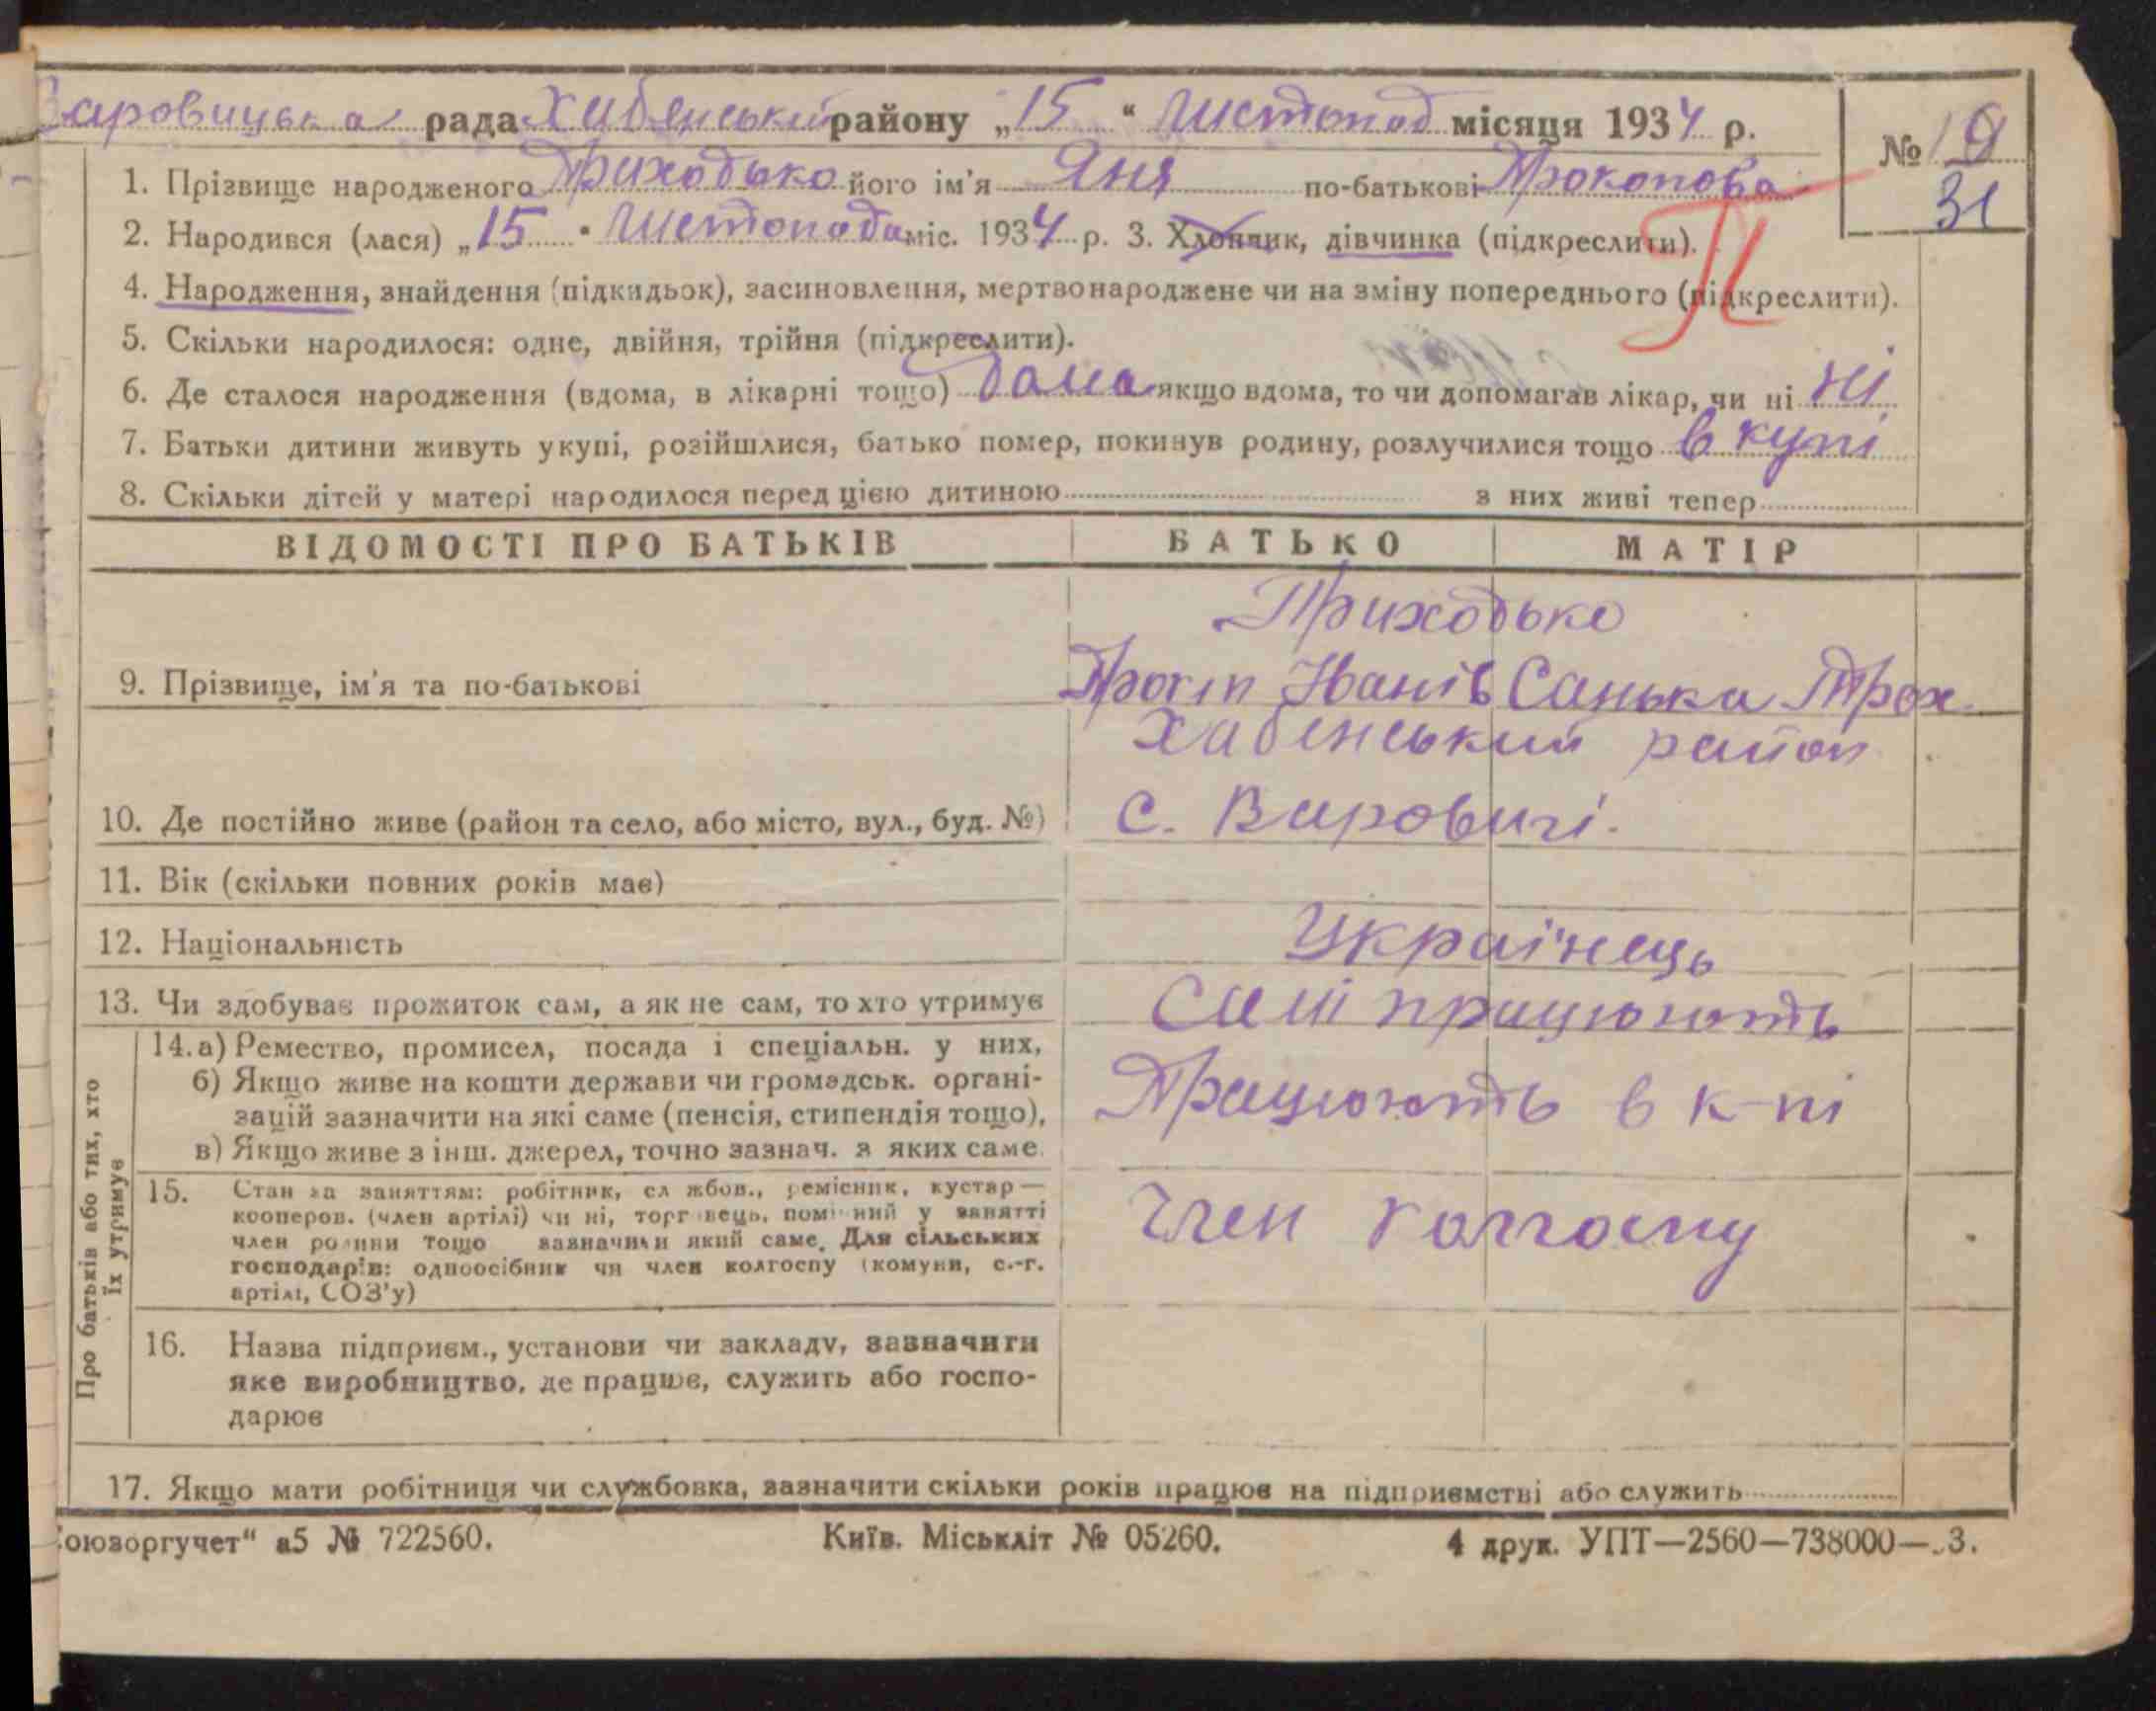 Варовицька рада Хабенський району „15“ Листопад місяця 1934 р.
№ 19
31
1. Прізвище народженого Приходько його ім'я Яня по-батькові Прокопова
2. Народився (лася) „15" Листопада міс. 1934 р. 3. Хлопчик, дівчинка (підкреслити).
П
4. Народження, знайдення (підкидьок), засиновлення, мертвонароджене чи на зміну попереднього (підкреслити).
5. Скільки народилося: одне, двійня, трійня (підкреслити).
6. Де сталося народження (вдома, в лікарні тощо) дома якщо вдома, то чи допомагав лікар, чи ні ні
7. Батьки дитини живуть укупі, розійшлися, батько помер, покинув родину, розлучилися тощо в купі
8. Скільки дітей у матері народилося перед цією дитиною з них живі тепер
ВІДОМОСТІ ПРО БАТЬКІВ БАТЬКО МАТІР
Приходько
9. Прізвище, ім'я та по-батькові Прокіп Іванів Санька Трох.
Хабенський район
10. Де постійно живе (район та село, або місто, вул., буд. №) с. Варовичі.
11. Вік (скільки повних років має)
12. Національність Україінець
13. Чи здобуває прожиток сам, а як не сам, то хто утримує Самі працюють
Про батьків або тих, хто
їх утримує
14. а) Ремество, промисел, посада і спеціальн. у них,
б) Якщо живе на кошти держави чи громадськ. органі-
зацій зазначити на які саме (пенсія, стипендія тощо),
в) Якщо живе з інш. джерел, точно зазнач. з яких саме.
Працюють в к-пі
15. Стан за заняттям: робітник, службов., ремісник, кустар —
кооперов. (член артілі) чи ні, торговець, помічний у занятті
член родини тощо зазначити який саме. Для сільських
господарів: одноосібник чи член колгоспу (комуни, с.-г.
артілі, СОЗ'у)
Член колгоспу
16. Назва підприєм., установи чи закладу, зазначити
яке виробництво, де працює, служить або госпо-
дарює
17. Якщо мати робітниця чи службовка, зазначити скільки років працює на підприємстві або служить
Союзоргучет“ а5 № 722560. Київ. Міськліт № 05260. 4 друк. УПТ—2560—738000—3.